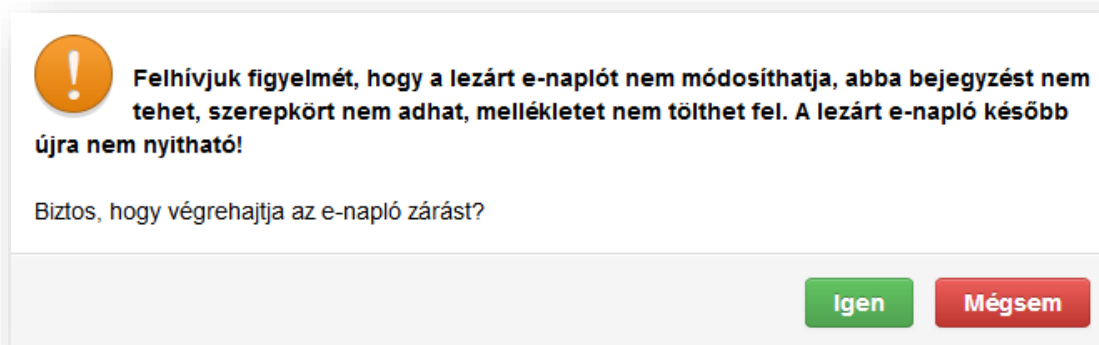 Felhívjuk figyelmét, hogy a lezárt e-naplót nem módosíthatja, abba bejegyzést nem
tehet, szerepkört nem adhat, mellékletet nem tölthet fel. A lezárt e-napló később
újra nem nyitható!
Biztos, hogy végrehajtja az e-napló zárást?
Igen Mégsem